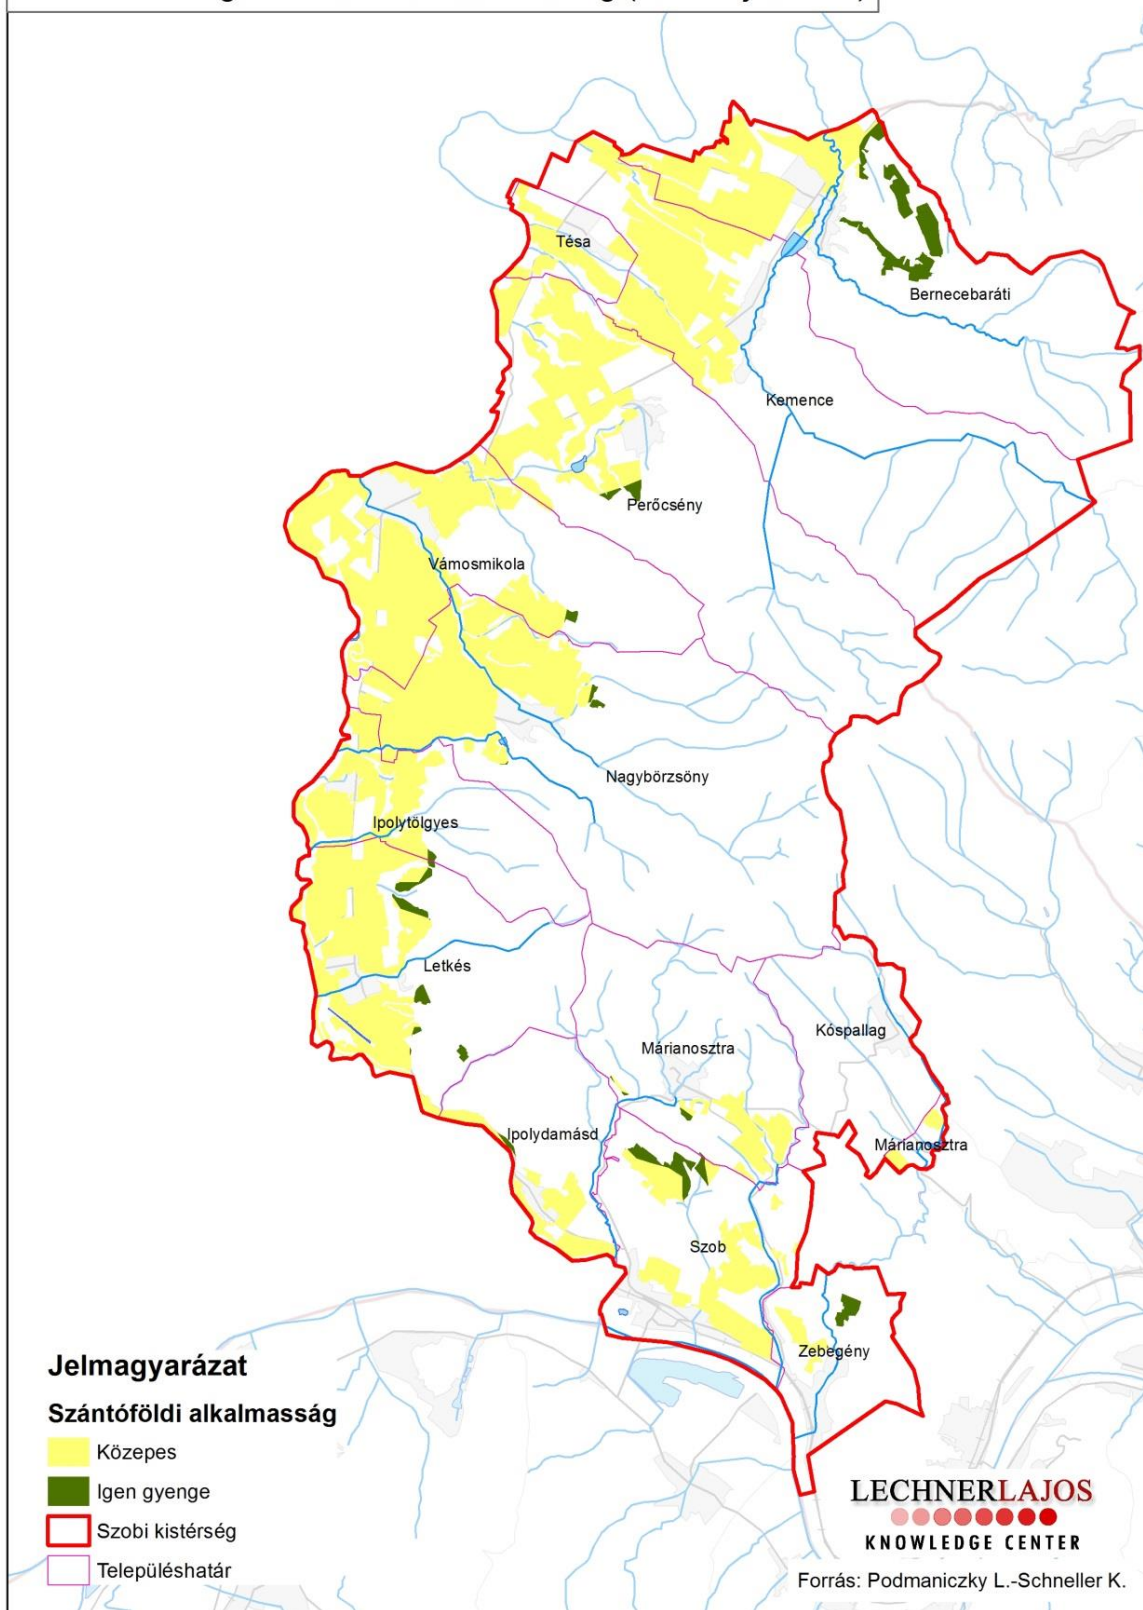 Tésa
Bernecebaráti
Kemence
Perőcsény
Vámosmikola
Nagybörzsöny
Ipolytölgyes
Letkés
Kóspallag
Márianosztra
Ipolydamásd
Márianosztra
Szob
Zebegény
Jelmagyarázat
Szántóföldi alkalmasság
Közepes
Igen gyenge
Szobi kistérség
Településhatár
LECHNERLAJOS
KNOWLEDGE CENTER
Forrás: Podmaniczky L.-Schneller K.